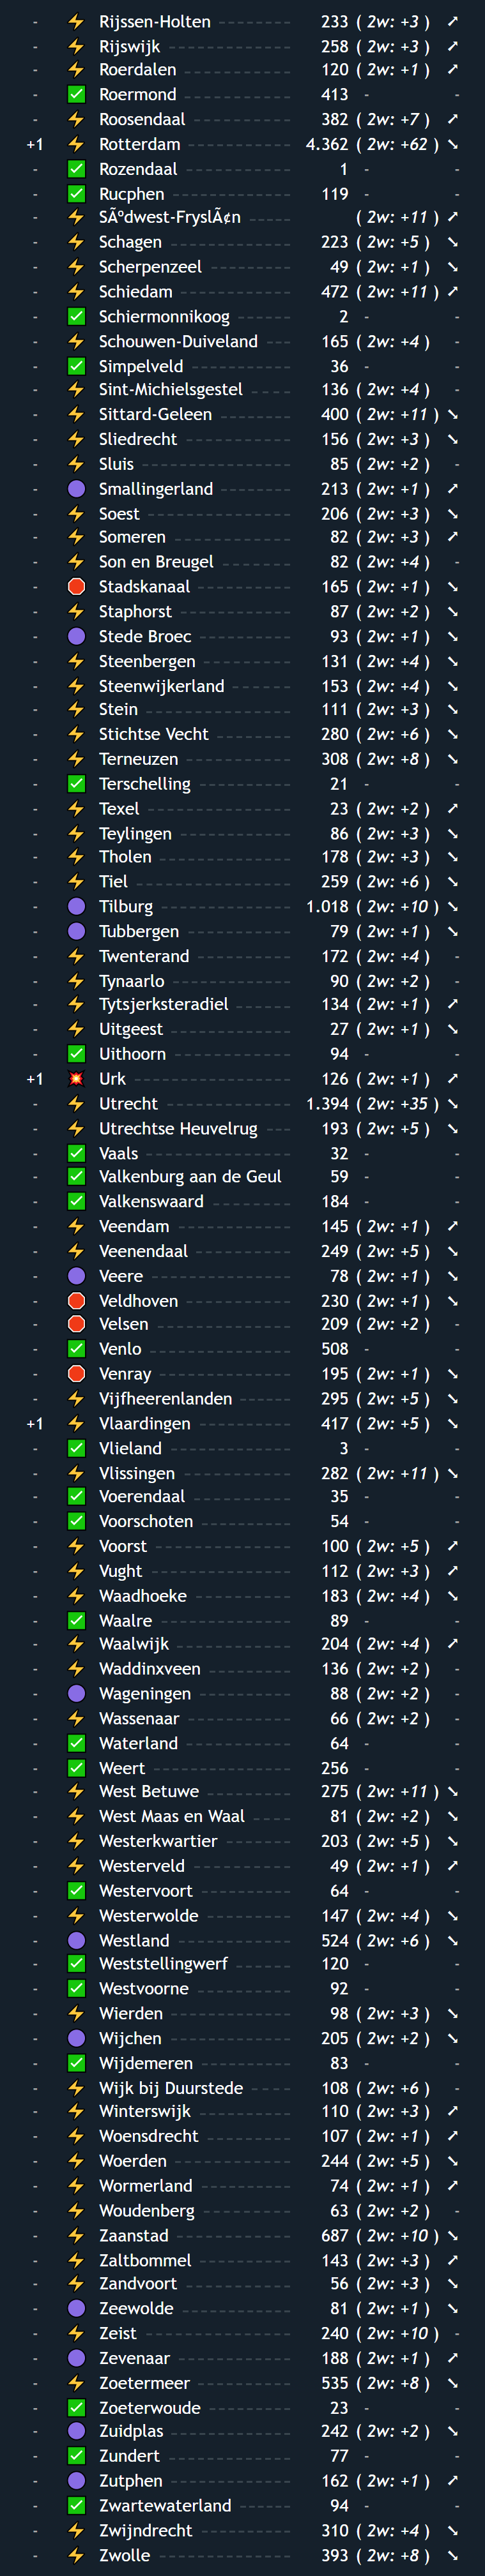 - ⚡ Rijssen-Holten 233 ( 2w: +3 ) ↗
- ⚡ Rijswijk 258 ( 2w: +3 ) ↗
- ⚡ Roerdalen 120 ( 2w: +1 ) ↗
- ✅ Roermond 413 - -
- ⚡ Roosendaal 382 ( 2w: +7 ) ↗
+1 ⚡ Rotterdam 4.362 ( 2w: +62 ) ↘
- ✅ Rozendaal 1 - -
- ✅ Rucphen 119 - -
- ⚡ SÃºdwest-FryslÃ¢n ( 2w: +11 ) ↗
- ⚡ Schagen 223 ( 2w: +5 ) ↘
- ⚡ Scherpenzeel 49 ( 2w: +1 ) ↘
- ⚡ Schiedam 472 ( 2w: +11 ) ↗
- ✅ Schiermonnikoog 2 - -
- ⚡ Schouwen-Duiveland 165 ( 2w: +4 ) -
- ✅ Simpelveld 36 - -
- ⚡ Sint-Michielsgestel 136 ( 2w: +4 ) -
- ⚡ Sittard-Geleen 400 ( 2w: +11 ) ↘
- ⚡ Sliedrecht 156 ( 2w: +3 ) ↘
- ⚡ Sluis 85 ( 2w: +2 ) -
- 🟣 Smallingerland 213 ( 2w: +1 ) ↗
- ⚡ Soest 206 ( 2w: +3 ) ↘
- ⚡ Someren 82 ( 2w: +3 ) ↗
- ⚡ Son en Breugel 82 ( 2w: +4 ) -
- 🛑 Stadskanaal 165 ( 2w: +1 ) ↘
- ⚡ Staphorst 87 ( 2w: +2 ) ↘
- 🟣 Stede Broec 93 ( 2w: +1 ) ↘
- ⚡ Steenbergen 131 ( 2w: +4 ) ↘
- ⚡ Steenwijkerland 153 ( 2w: +4 ) ↘
- ⚡ Stein 111 ( 2w: +3 ) ↘
- ⚡ Stichtse Vecht 280 ( 2w: +6 ) ↘
- ⚡ Terneuzen 308 ( 2w: +8 ) ↘
- ✅ Terschelling 21 - -
- ⚡ Texel 23 ( 2w: +2 ) ↗
- ⚡ Teylingen 86 ( 2w: +3 ) ↘
- ⚡ Tholen 178 ( 2w: +3 ) ↘
- ⚡ Tiel 259 ( 2w: +6 ) ↘
- 🟣 Tilburg 1.018 ( 2w: +10 ) ↘
- 🟣 Tubbergen 79 ( 2w: +1 ) ↘
- ⚡ Twenterand 172 ( 2w: +4 ) -
- ⚡ Tynaarlo 90 ( 2w: +2 ) -
- ⚡ Tytsjerksteradiel 134 ( 2w: +1 ) ↗
- ⚡ Uitgeest 27 ( 2w: +1 ) ↘
- ✅ Uithoorn 94 - -
+1 💥 Urk 126 ( 2w: +1 ) ↗
- ⚡ Utrecht 1.394 ( 2w: +35 ) ↘
- ⚡ Utrechtse Heuvelrug 193 ( 2w: +5 ) ↘
- ✅ Vaals 32 - -
- ✅ Valkenburg aan de Geul 59 - -
- ✅ Valkenswaard 184 - -
- ⚡ Veendam 145 ( 2w: +1 ) ↗
- ⚡ Veenendaal 249 ( 2w: +5 ) ↘
- 🟣 Veere 78 ( 2w: +1 ) ↘
- 🛑 Veldhoven 230 ( 2w: +1 ) ↘
- 🛑 Velsen 209 ( 2w: +2 ) -
- ✅ Venlo 508 - -
- 🛑 Venray 195 ( 2w: +1 ) ↘
- ⚡ Vijfheerenlanden 295 ( 2w: +5 ) ↘
+1 ⚡ Vlaardingen 417 ( 2w: +5 ) ↘
- ✅ Vlieland 3 - -
- ⚡ Vlissingen 282 ( 2w: +11 ) ↘
- ✅ Voerendaal 35 - -
- ✅ Voorschoten 54 - -
- ⚡ Voorst 100 ( 2w: +5 ) ↗
- ⚡ Vught 112 ( 2w: +3 ) ↗
- ⚡ Waadhoeke 183 ( 2w: +4 ) ↘
- ✅ Waalre 89 - -
- ⚡ Waalwijk 204 ( 2w: +4 ) ↗
- ⚡ Waddinxveen 136 ( 2w: +2 ) -
- 🟣 Wageningen 88 ( 2w: +2 ) -
- ⚡ Wassenaar 66 ( 2w: +2 ) -
- ✅ Waterland 64 - -
- ✅ Weert 256 - -
- ⚡ West Betuwe 275 ( 2w: +11 ) ↘
- ⚡ West Maas en Waal 81 ( 2w: +2 ) ↘
- ⚡ Westerkwartier 203 ( 2w: +5 ) ↘
- ⚡ Westerveld 49 ( 2w: +1 ) ↗
- ✅ Westervoort 64 - -
- ⚡ Westerwolde 147 ( 2w: +4 ) ↘
- 🟣 Westland 524 ( 2w: +6 ) ↘
- ✅ Weststellingwerf 120 - -
- ✅ Westvoorne 92 - -
- ⚡ Wierden 98 ( 2w: +3 ) ↘
- 🟣 Wijchen 205 ( 2w: +2 ) ↘
- ✅ Wijdemeren 83 - -
- ⚡ Wijk bij Duurstede 108 ( 2w: +6 ) -
- ⚡ Winterswijk 110 ( 2w: +3 ) ↗
- ⚡ Woensdrecht 107 ( 2w: +1 ) ↗
- ⚡ Woerden 244 ( 2w: +5 ) ↘
- ⚡ Wormerland 74 ( 2w: +1 ) ↗
- ⚡ Woudenberg 63 ( 2w: +2 ) -
- ⚡ Zaanstad 687 ( 2w: +10 ) ↘
- ⚡ Zaltbommel 143 ( 2w: +3 ) ↗
- ⚡ Zandvoort 56 ( 2w: +3 ) ↘
- 🟣 Zeewolde 81 ( 2w: +1 ) ↘
- ⚡ Zeist 240 ( 2w: +10 ) -
- 🟣 Zevenaar 188 ( 2w: +1 ) ↗
- ⚡ Zoetermeer 535 ( 2w: +8 ) ↘
- ✅ Zoeterwoude 23 - -
- 🟣 Zuidplas 242 ( 2w: +2 ) ↘
- ✅ Zundert 77 - -
- 🟣 Zutphen 162 ( 2w: +1 ) ↗
- ✅ Zwartewaterland 94 - -
- ⚡ Zwijndrecht 310 ( 2w: +4 ) ↘
- ⚡ Zwolle 393 ( 2w: +8 ) ↘